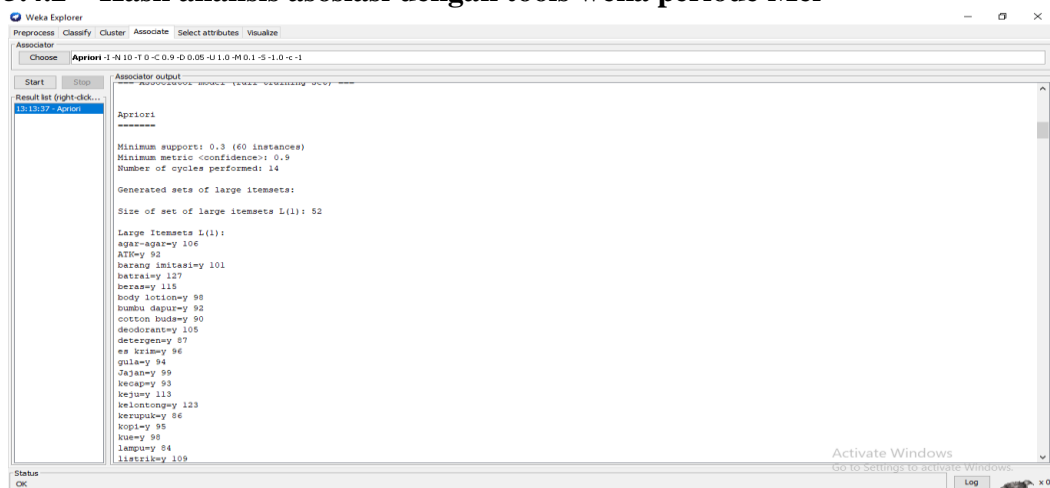 Hasil analisis asosiasi dengan tools weka periode Mei
Weka Explorer
Preprocess Classify Cluster Associate Select attributes Visualize
Associator
Choose Apriori -I -N 10 -T 0 -C 0.9 -D 0.05 -U 1.0 -M 0.1 -S -1.0 -c -1
Start Stop
Result list (right-click...
13:13:37 - Apriori
Associator output
=== Associator model (full training set) ===
Apriori
=======
Minimum support: 0.3 (60 instances)
Minimum metric <confidence>: 0.9
Number of cycles performed: 14
Generated sets of large itemsets:
Size of set of large itemsets L(1): 52
Large Itemsets L(1):
agar-agar=y 106
ATK=y 92
barang imitasi=y 101
batrai=y 127
beras=y 115
body lotion=y 98
bumbu dapur=y 92
cotton buds=y 90
deodorant=y 105
detergen=y 87
es krim=y 96
gula=y 94
Jajan=y 99
kecap=y 93
keju=y 113
kelontong=y 123
kerupuk=y 86
kopi=y 95
kue=y 98
lampu=y 84
listrik=y 109
Activate Windows
Go to Settings to activate Windows.
Status
OK
Log
x 0